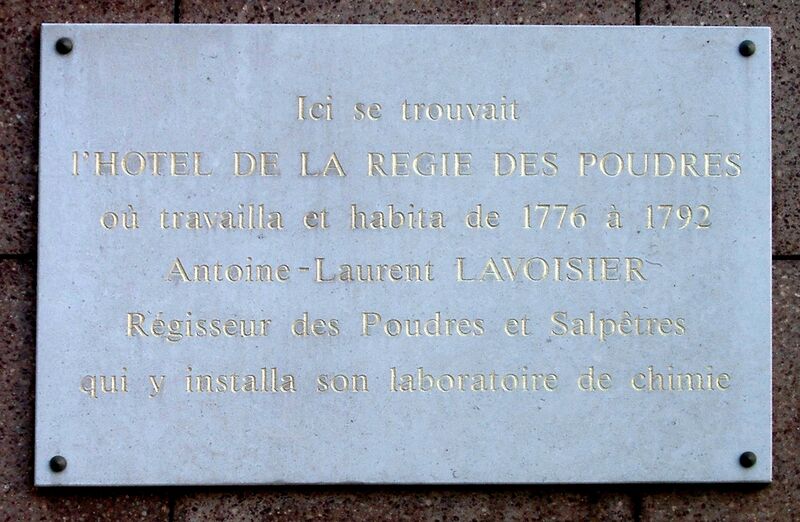 Ici se trouvait
l'HOTEL DE LA REGIE DES POUDRES
où travailla et habita de 1776 à 1792
Antoine-Laurent LAVOISIER
Régisseur des Poudres et Salpêtres
qui y installa son laboratoire de chimie